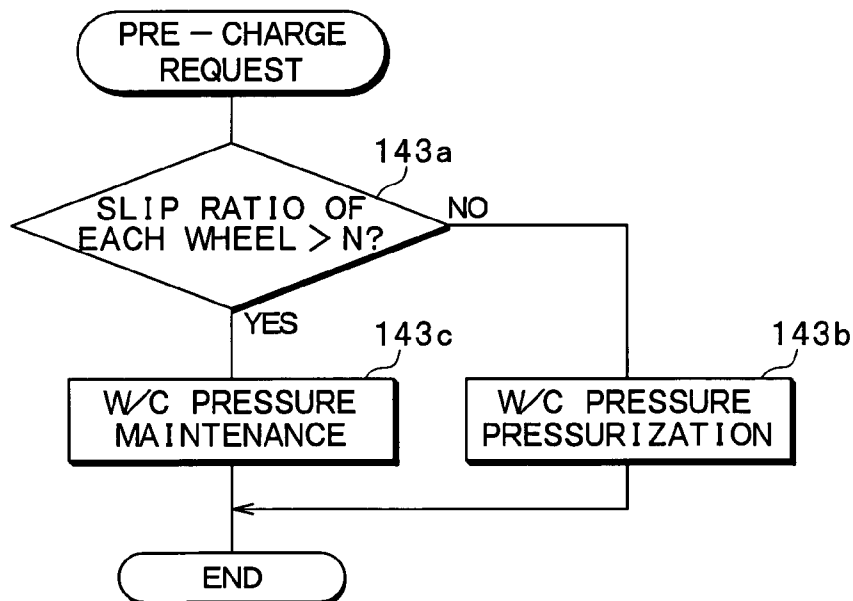 PRE-CHARGE
REQUEST
143a
SLIP RATIO OF
EACH WHEEL > N?
NO
YES
143c
143b
W/C PRESSURE
MAINTENANCE
W/C PRESSURE
PRESSURIZATION
END